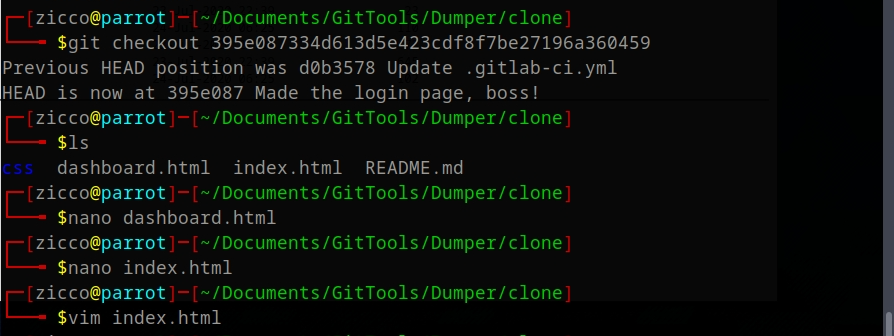 ┌─[zicco@parrot]─[~/Documents/GitTools/Dumper/clone]
└──╼ $git checkout 395e087334d613d5e423cdf8f7be27196a360459
Previous HEAD position was d0b3578 Update .gitlab-ci.yml
HEAD is now at 395e087 Made the login page, boss!
┌─[zicco@parrot]─[~/Documents/GitTools/Dumper/clone]
└──╼ $ls
css  dashboard.html  index.html  README.md
┌─[zicco@parrot]─[~/Documents/GitTools/Dumper/clone]
└──╼ $nano dashboard.html
┌─[zicco@parrot]─[~/Documents/GitTools/Dumper/clone]
└──╼ $nano index.html
┌─[zicco@parrot]─[~/Documents/GitTools/Dumper/clone]
└──╼ $vim index.html